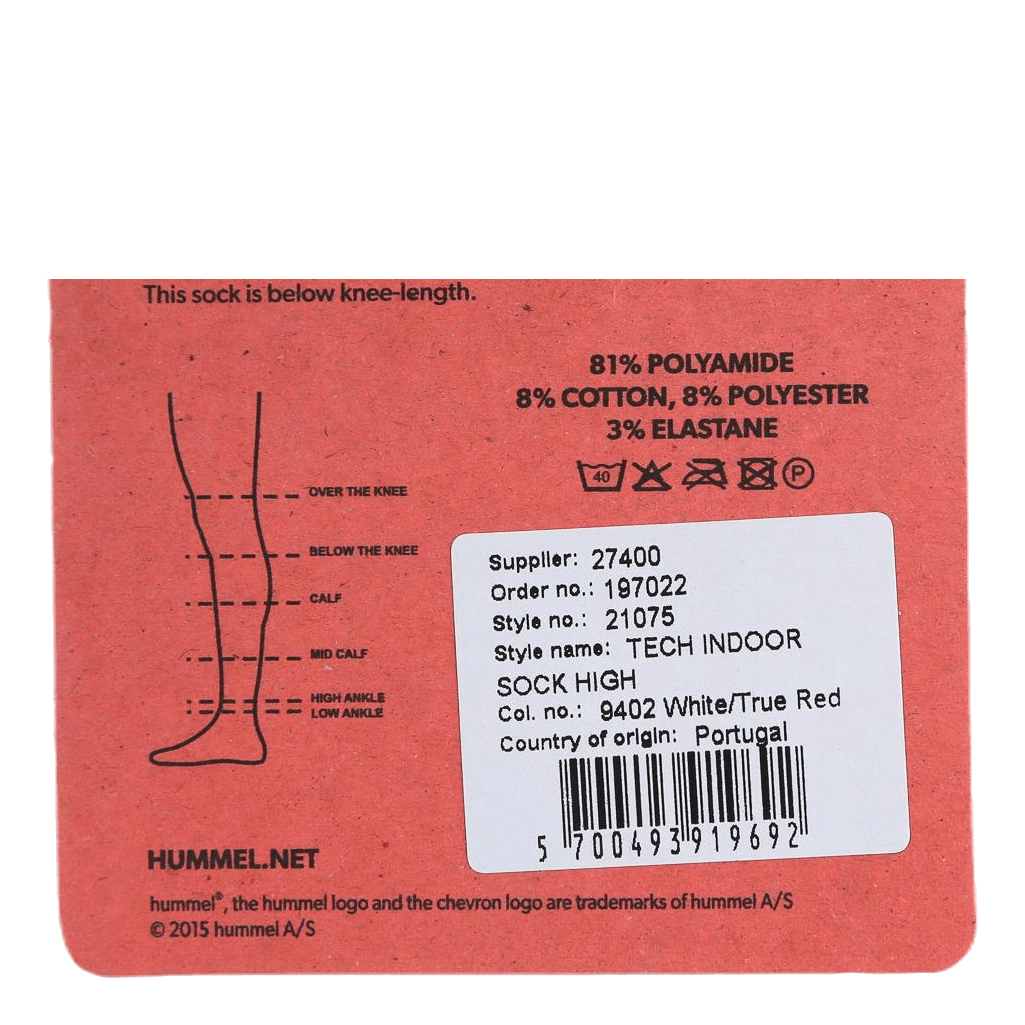 This sock is below knee-length.
81% POLYAMIDE
8% COTTON, 8% POLYESTER
3% ELASTANE
40
P
OVER THE KNEE
BELOW THE KNEE
CALF
MID CALF
HIGH ANKLE
LOW ANKLE
Supplier: 27400
Order no.: 197022
Style no.: 21075
Style name: TECH INDOOR
SOCK HIGH
Col. no.: 9402 White/True Red
Country of origin: Portugal
5 700493 919692
HUMMEL.NET
hummel®, the hummel logo and the chevron logo are trademarks of hummel A/S
© 2015 hummel A/S